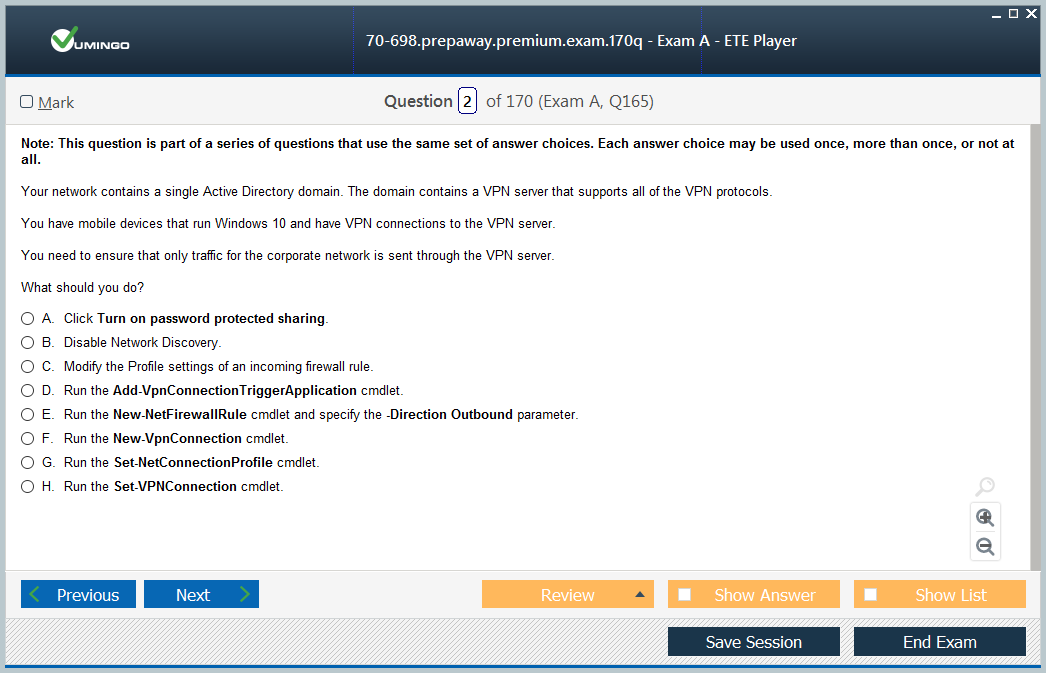 VUMINGO
70-698.prepaway.premium.exam.170q - Exam A - ETE Player
Mark
Question 2 of 170 (Exam A, Q165)
Note: This question is part of a series of questions that use the same set of answer choices. Each answer choice may be used once, more than once, or not at
all.
Your network contains a single Active Directory domain. The domain contains a VPN server that supports all of the VPN protocols.
You have mobile devices that run Windows 10 and have VPN connections to the VPN server.
You need to ensure that only traffic for the corporate network is sent through the VPN server.
What should you do?
A. Click Turn on password protected sharing.
B. Disable Network Discovery.
C. Modify the Profile settings of an incoming firewall rule.
D. Run the Add-VpnConnectionTriggerApplication cmdlet.
E. Run the New-NetFirewallRule cmdlet and specify the -Direction Outbound parameter.
F. Run the New-VpnConnection cmdlet.
G. Run the Set-NetConnectionProfile cmdlet.
H. Run the Set-VPNConnection cmdlet.
Previous
Next
Review
Show Answer
Show List
Save Session
End Exam